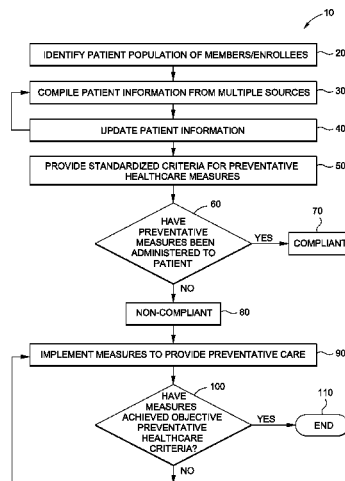 10
IDENTIFY PATIENT POPULATION OF MEMBERS/ENROLLEES
20
COMPILE PATIENT INFORMATION FROM MULTIPLE SOURCES
30
UPDATE PATIENT INFORMATION
40
PROVIDE STANDARDIZED CRITERIA FOR PREVENTATIVE
HEALTHCARE MEASURES
50
60
HAVE
PREVENTATIVE
MEASURES BEEN
ADMINISTERED TO
PATIENT
YES
70
COMPLIANT
NO
NON-COMPLIANT
80
IMPLEMENT MEASURES TO PROVIDE PREVENTATIVE CARE
90
100
HAVE
MEASURES
ACHIEVED OBJECTIVE
PREVENTATIVE
HEALTHCARE
CRITERIA?
YES
110
END
NO